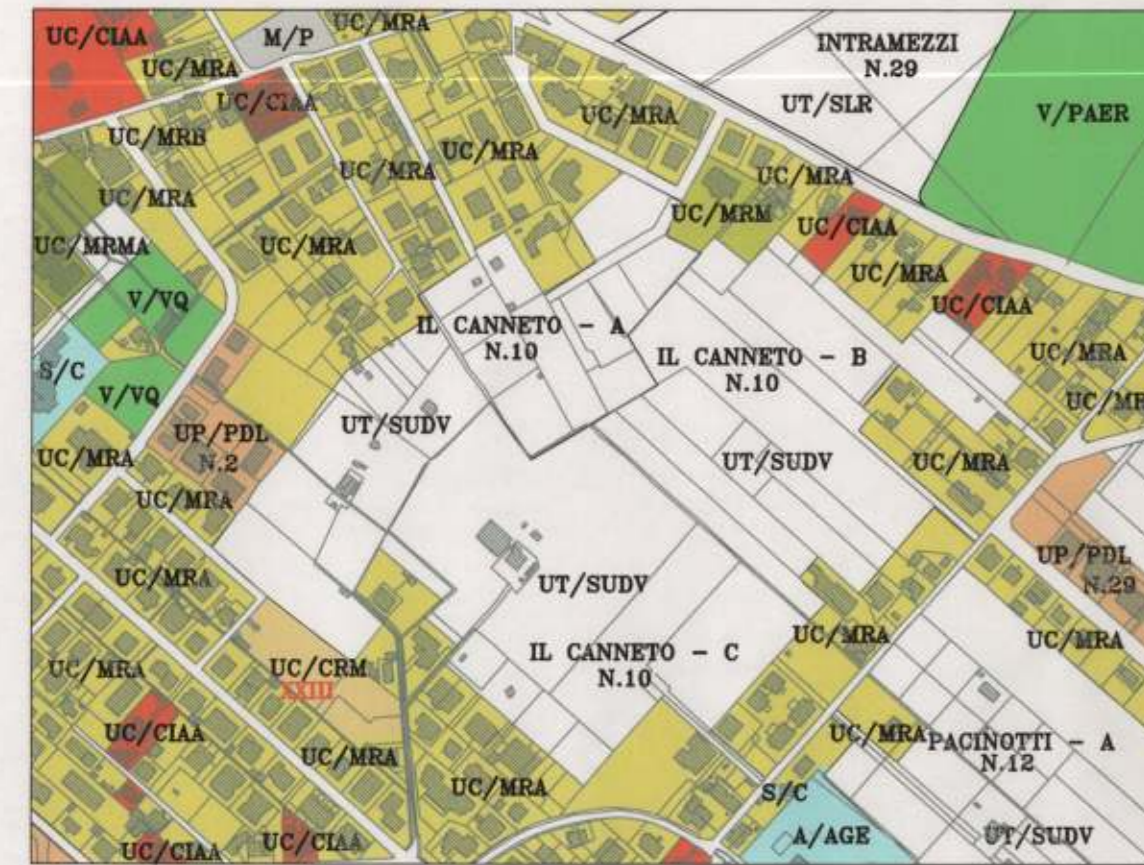 UC/CIAA
M/P
UC/MRA
UC/MRA
INTRAMEZZI
N.29
UC/CIAA
UT/SLR
V/PAER
UC/MRB
UC/MRA
UC/MRA
UC/MRA
UC/MRA
UC/MRA
UC/MRA
UC/MRM
UC/CIAA
UC/MRMA
UC/MRA
UC/MRA
V/VQ
UC/CIAA
IL CANNETO - A
N.10
IL CANNETO - B
N.10
UC/MRA
S/C
V/VQ
UP/PDL
N.2
UT/SUDV
UC/MRA
UC/MRA
UT/SUDV
UC/MRA
UC/MRA
UC/MRA
UT/SUDV
UP/PDL
N.29
UC/MRA
UC/MRA
UC/MRA
UC/CRM
XXIII
IL CANNETO - C
N.10
UC/CIAA
UC/MRA
UC/MRA
UC/MRA
PACINOTTI - A
N.12
S/C
A/AGE
UT/SUDV
UC/CIAA
UC/CIAA